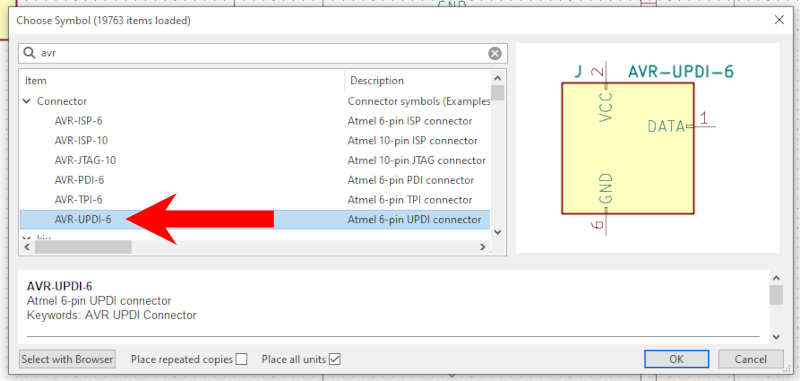 GND
Choose Symbol (19763 items loaded)
avr
Item Description
Connector Connector symbols (Examples
AVR-ISP-6 Atmel 6-pin ISP connector
AVR-ISP-10 Atmel 10-pin ISP connector
AVR-JTAG-10 Atmel 10-pin JTAG connector
AVR-PDI-6 Atmel 6-pin PDI connector
AVR-TPI-6 Atmel 6-pin TPI connector
AVR-UPDI-6 Atmel 6-pin UPDI connector
J 2 AVR-UPDI-6
VCC
DATA 1
GND
6
AVR-UPDI-6
Atmel 6-pin UPDI connector
Keywords: AVR UPDI Connector
Select with Browser Place repeated copies Place all units OK Cancel